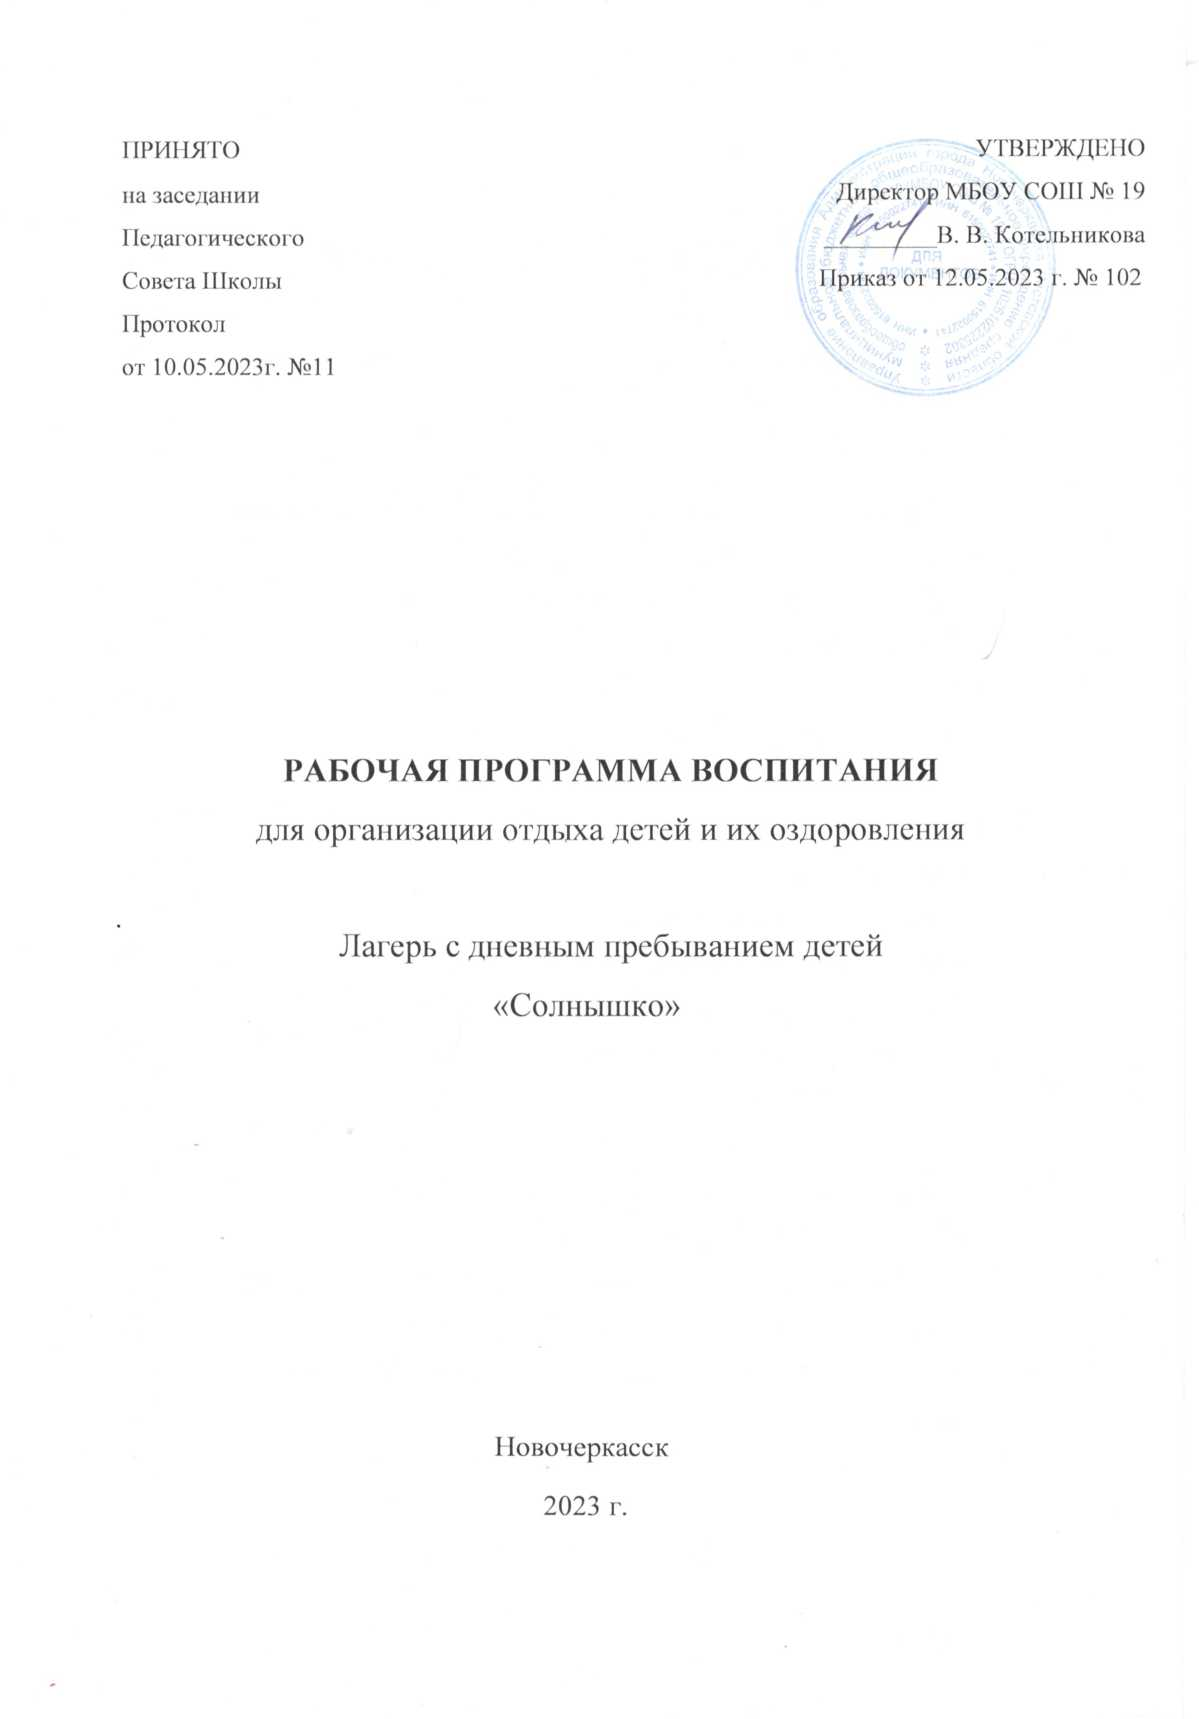 ПРИНЯТО
на заседании
Педагогического
Совета Школы
Протокол
от 10.05.2023г. №11
УТВЕРЖДЕНО
Директор МБОУ СОШ № 19
В. В. Котельникова
Приказ от 12.05.2023 г. № 102
ДЛЯ
ДОКУМЕНТОВ
РАБОЧАЯ ПРОГРАММА ВОСПИТАНИЯ
для организации отдыха детей и их оздоровления
Лагерь с дневным пребыванием детей
«Солнышко»
Новочеркасск
2023 г.